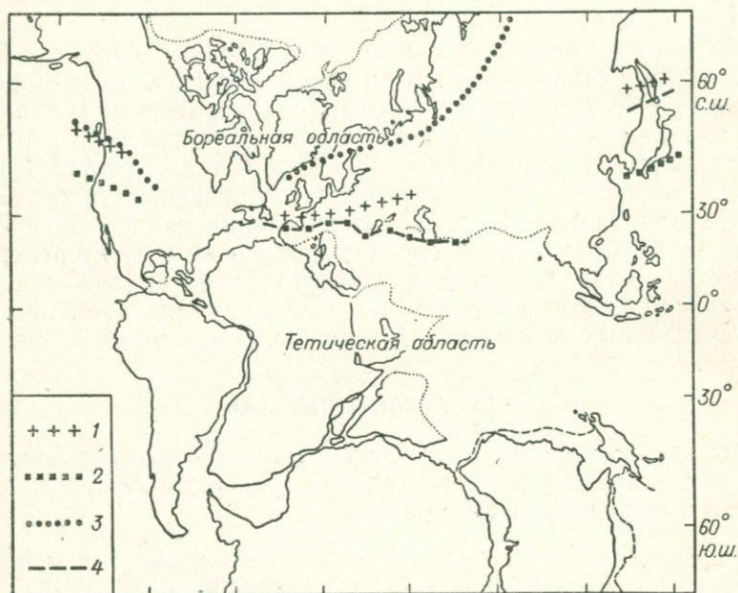 60°
с.ш.
Бореальная область
30°
0°
Тетическая область
30°
1
2
3
4
60°
ю.ш.